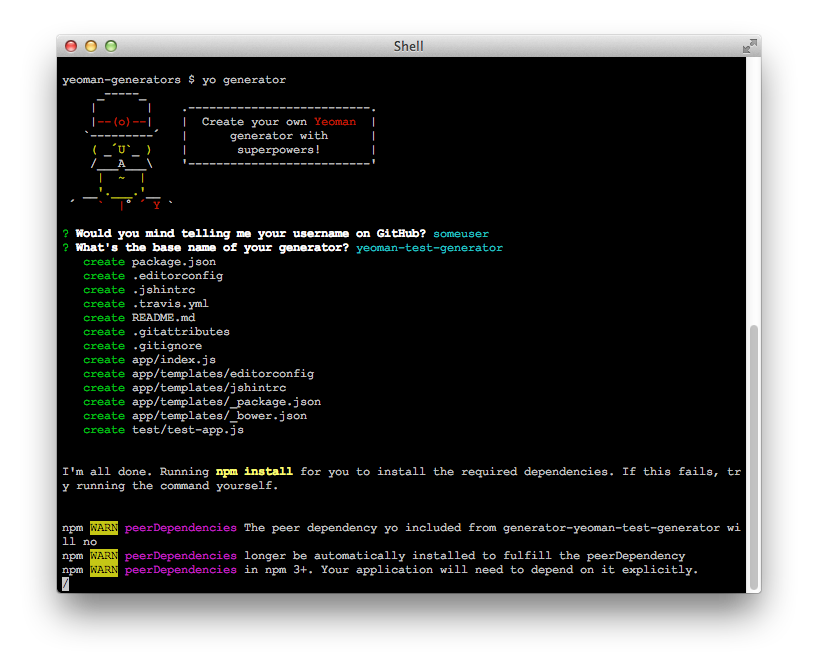 Shell
yeoman-generators $ yo generator
     _-----_
    |       |    .--------------------------.
    |--(o)--|    |  Create your own Yeoman  |
   `---------´   |      generator with      |
    ( _´U`_ )    |       superpowers!       |
    /___A___\    '--------------------------'
     |  ~  |
   __'.___.'__
 ´   `  |° ´ Y `
? Would you mind telling me your username on GitHub? someuser
? What's the base name of your generator? yeoman-test-generator
   create package.json
   create .editorconfig
   create .jshintrc
   create .travis.yml
   create README.md
   create .gitattributes
   create .gitignore
   create app/index.js
   create app/templates/editorconfig
   create app/templates/jshintrc
   create app/templates/_package.json
   create app/templates/_bower.json
   create test/test-app.js
I'm all done. Running npm install for you to install the required dependencies. If this fails, tr
y running the command yourself.
npm WARN peerDependencies The peer dependency yo included from generator-yeoman-test-generator wi
ll no
npm WARN peerDependencies longer be automatically installed to fulfill the peerDependency
npm WARN peerDependencies in npm 3+. Your application will need to depend on it explicitly.
/